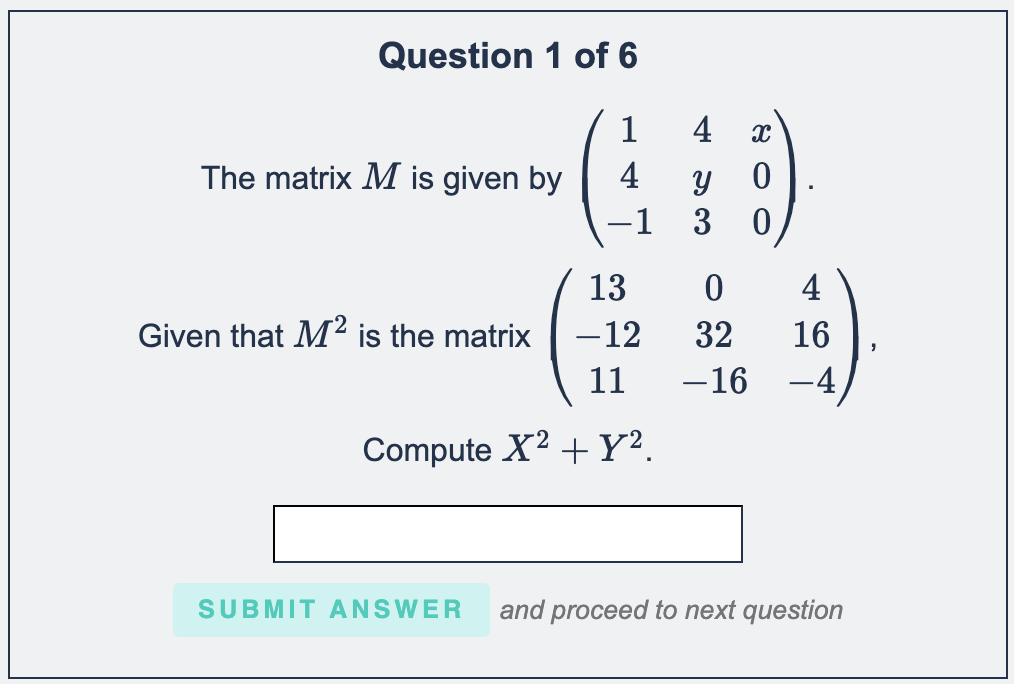 Question 1 of 6
The matrix M is given by \begin{pmatrix} 1 & 4 & x \\ 4 & y & 0 \\ -1 & 3 & 0 \end{pmatrix}.
Given that M^2 is the matrix \begin{pmatrix} 13 & 0 & 4 \\ -12 & 32 & 16 \\ 11 & -16 & -4 \end{pmatrix},
Compute X^2 + Y^2.
SUBMIT ANSWER and proceed to next question